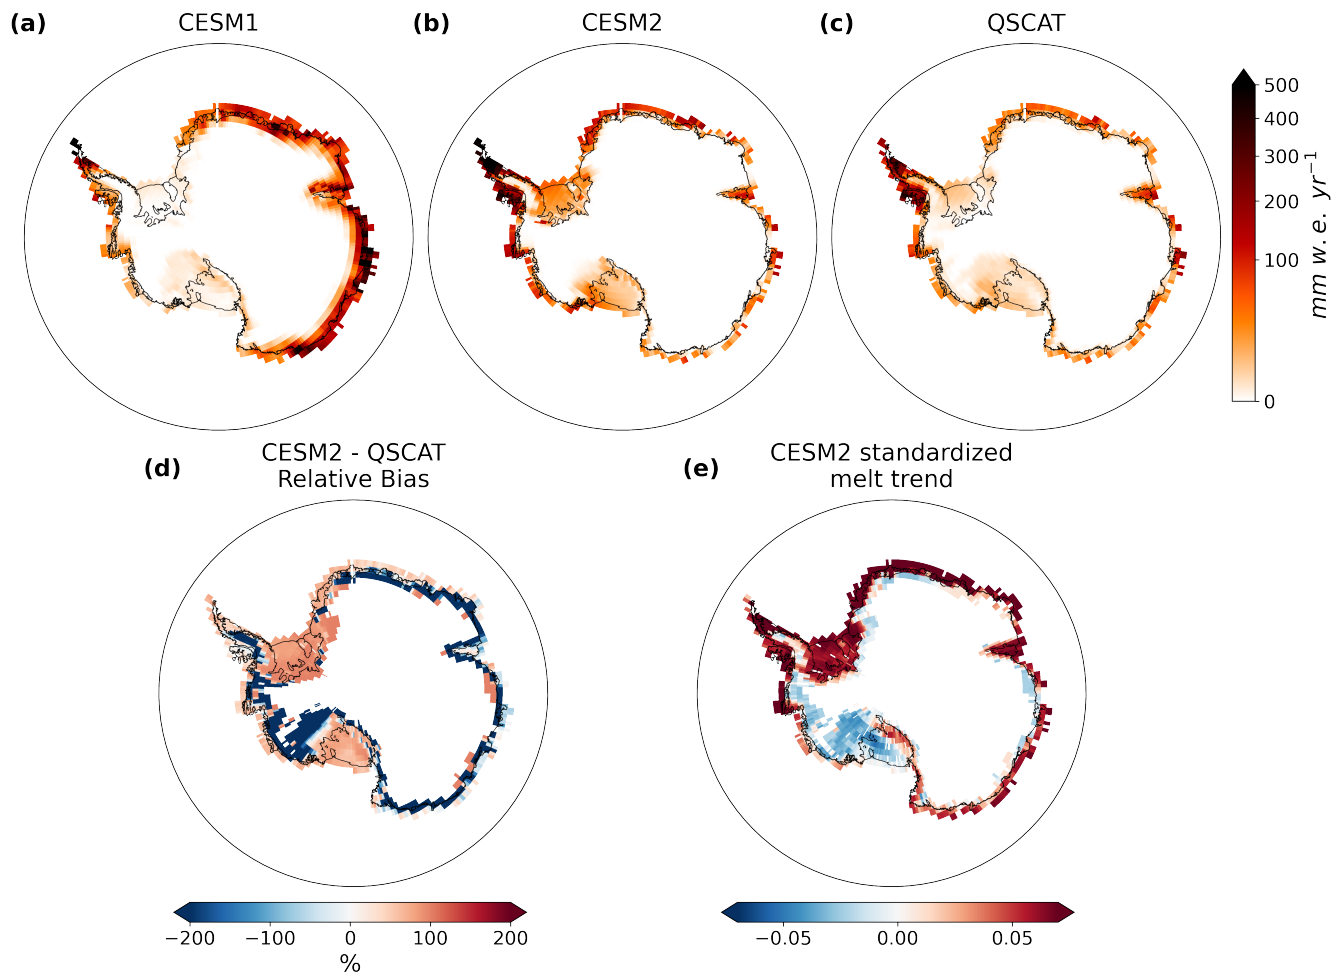 (a) CESM1
(b) CESM2
(c) QSCAT
500
400
300
200
100
0
mm w.e. yr⁻¹
(d) CESM2 - QSCAT
Relative Bias
(e) CESM2 standardized
melt trend
−200 −100 0 100 200
%
−0.05 0.00 0.05